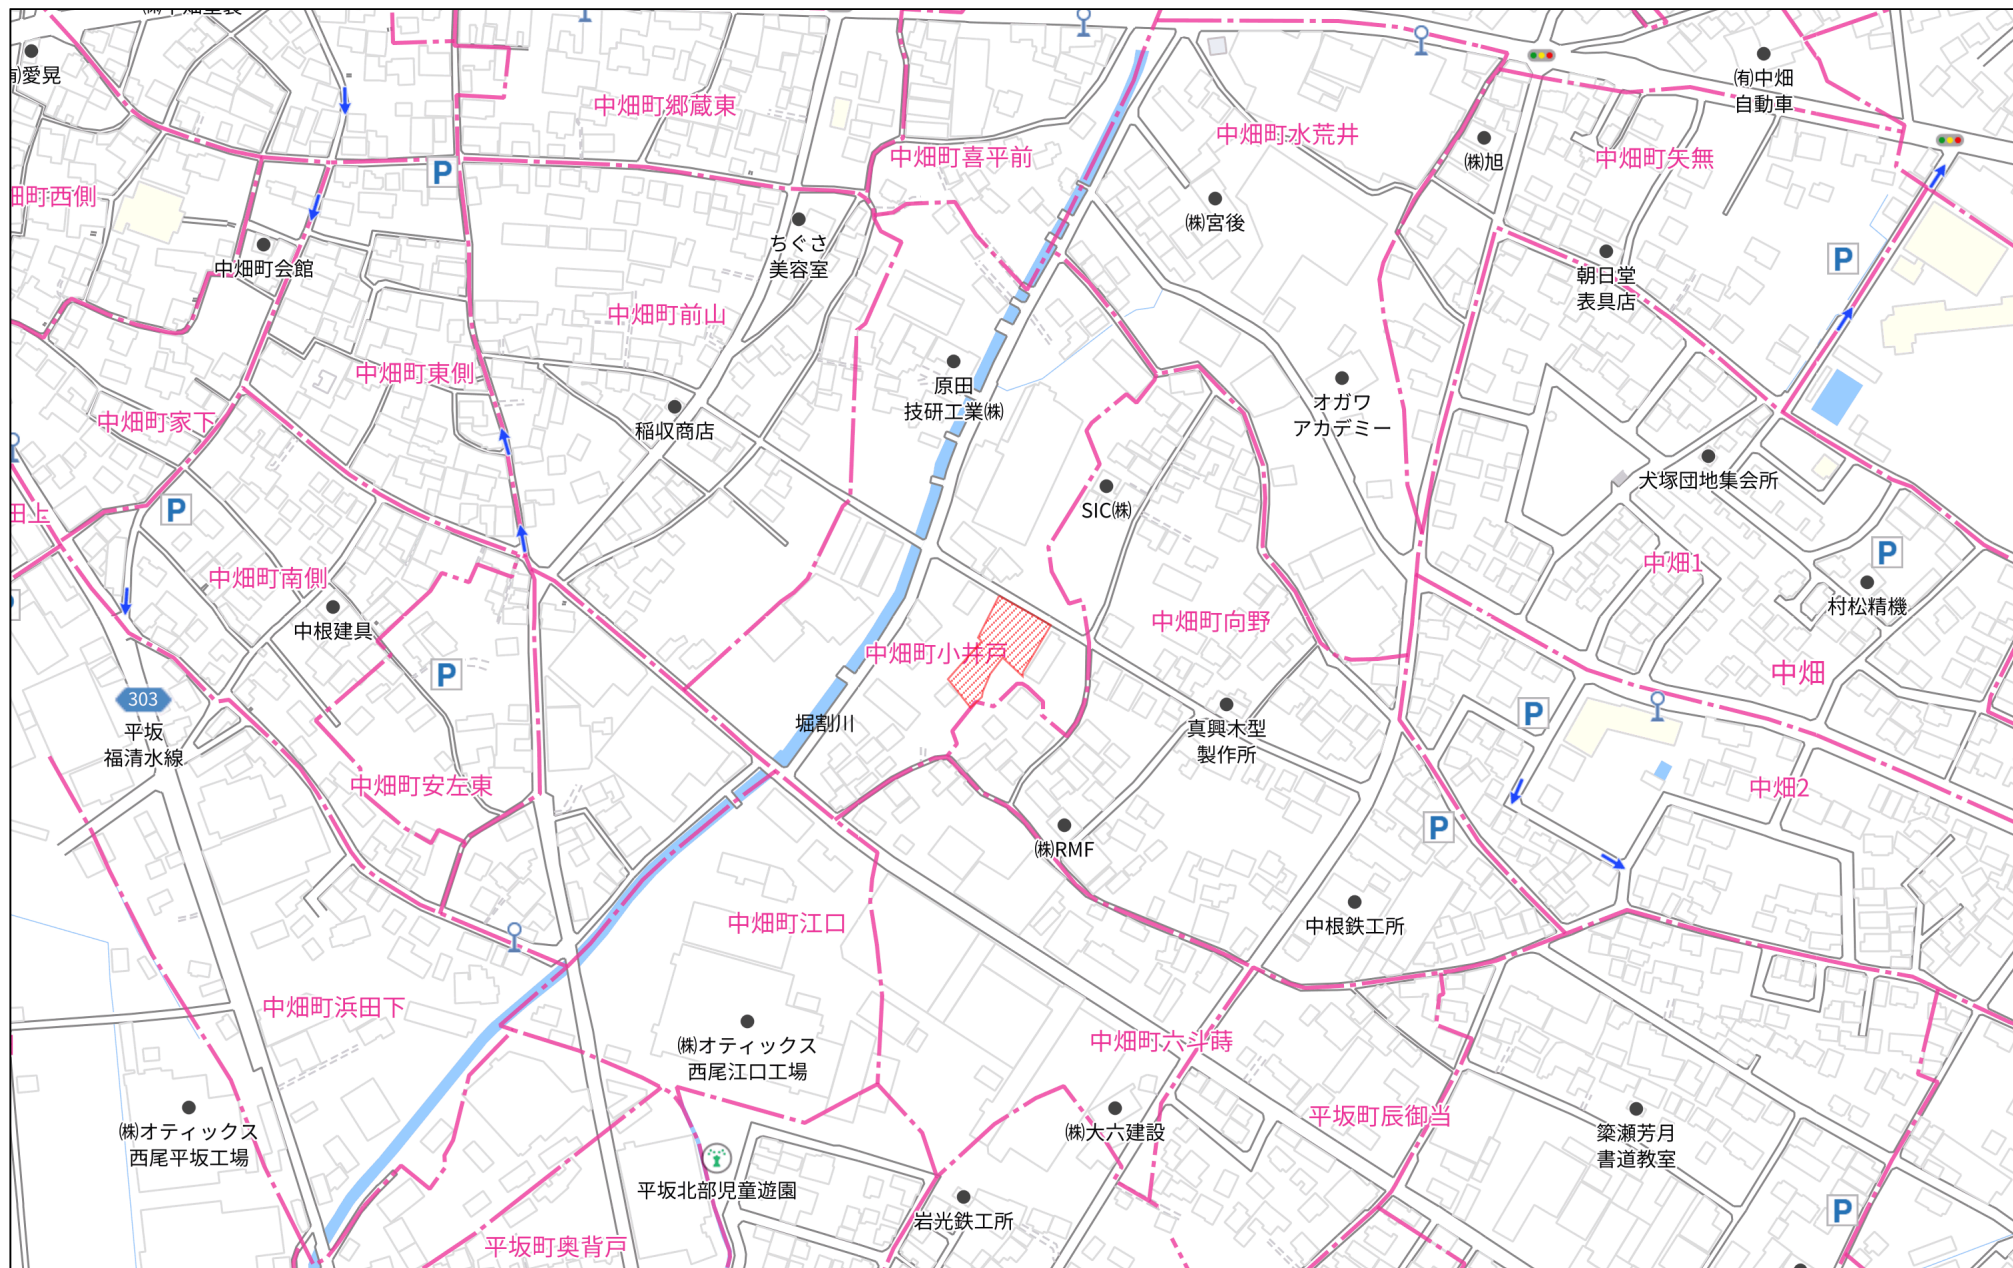 ㈲愛晃
中畑町郷蔵東
中畑町喜平前
中畑町水荒井
㈱旭
中畑町矢無
㈲中畑
自動車
P
畑町西側
㈱宮後
ちぐさ
美容室
中畑町会館
朝日堂
表具店
P
中畑町前山
中畑町東側
原田
技研工業㈱
オガワ
アカデミー
中畑町家下
稲収商店
犬塚団地集会所
田上
P
SIC㈱
中畑1
P
中畑町南側
中根建具
中畑町向野
村松精機
中畑町小井戸
中畑
P
303
平坂
福清水線
堀割川
真興木型
製作所
P
中畑町安左東
中畑2
P
㈱RMF
中畑町江口
中根鉄工所
中畑町浜田下
㈱オティックス
西尾江口工場
中畑町六斗蒔
平坂町辰御当
㈱オティックス
西尾平坂工場
㈱大六建設
簗瀬芳月
書道教室
平坂北部児童遊園
岩光鉄工所
P
平坂町奥背戸